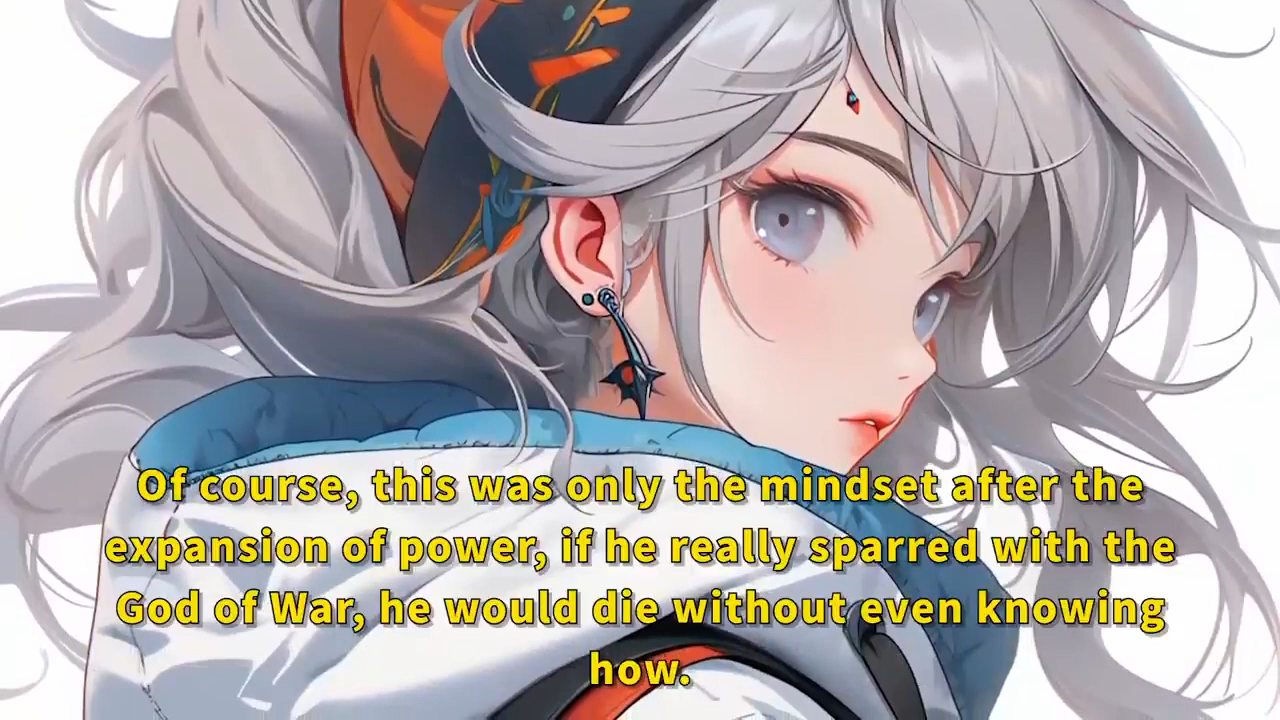 Of course, this was only the mindset after the
expansion of power, if he really sparred with the
God of War, he would die without even knowing
how.